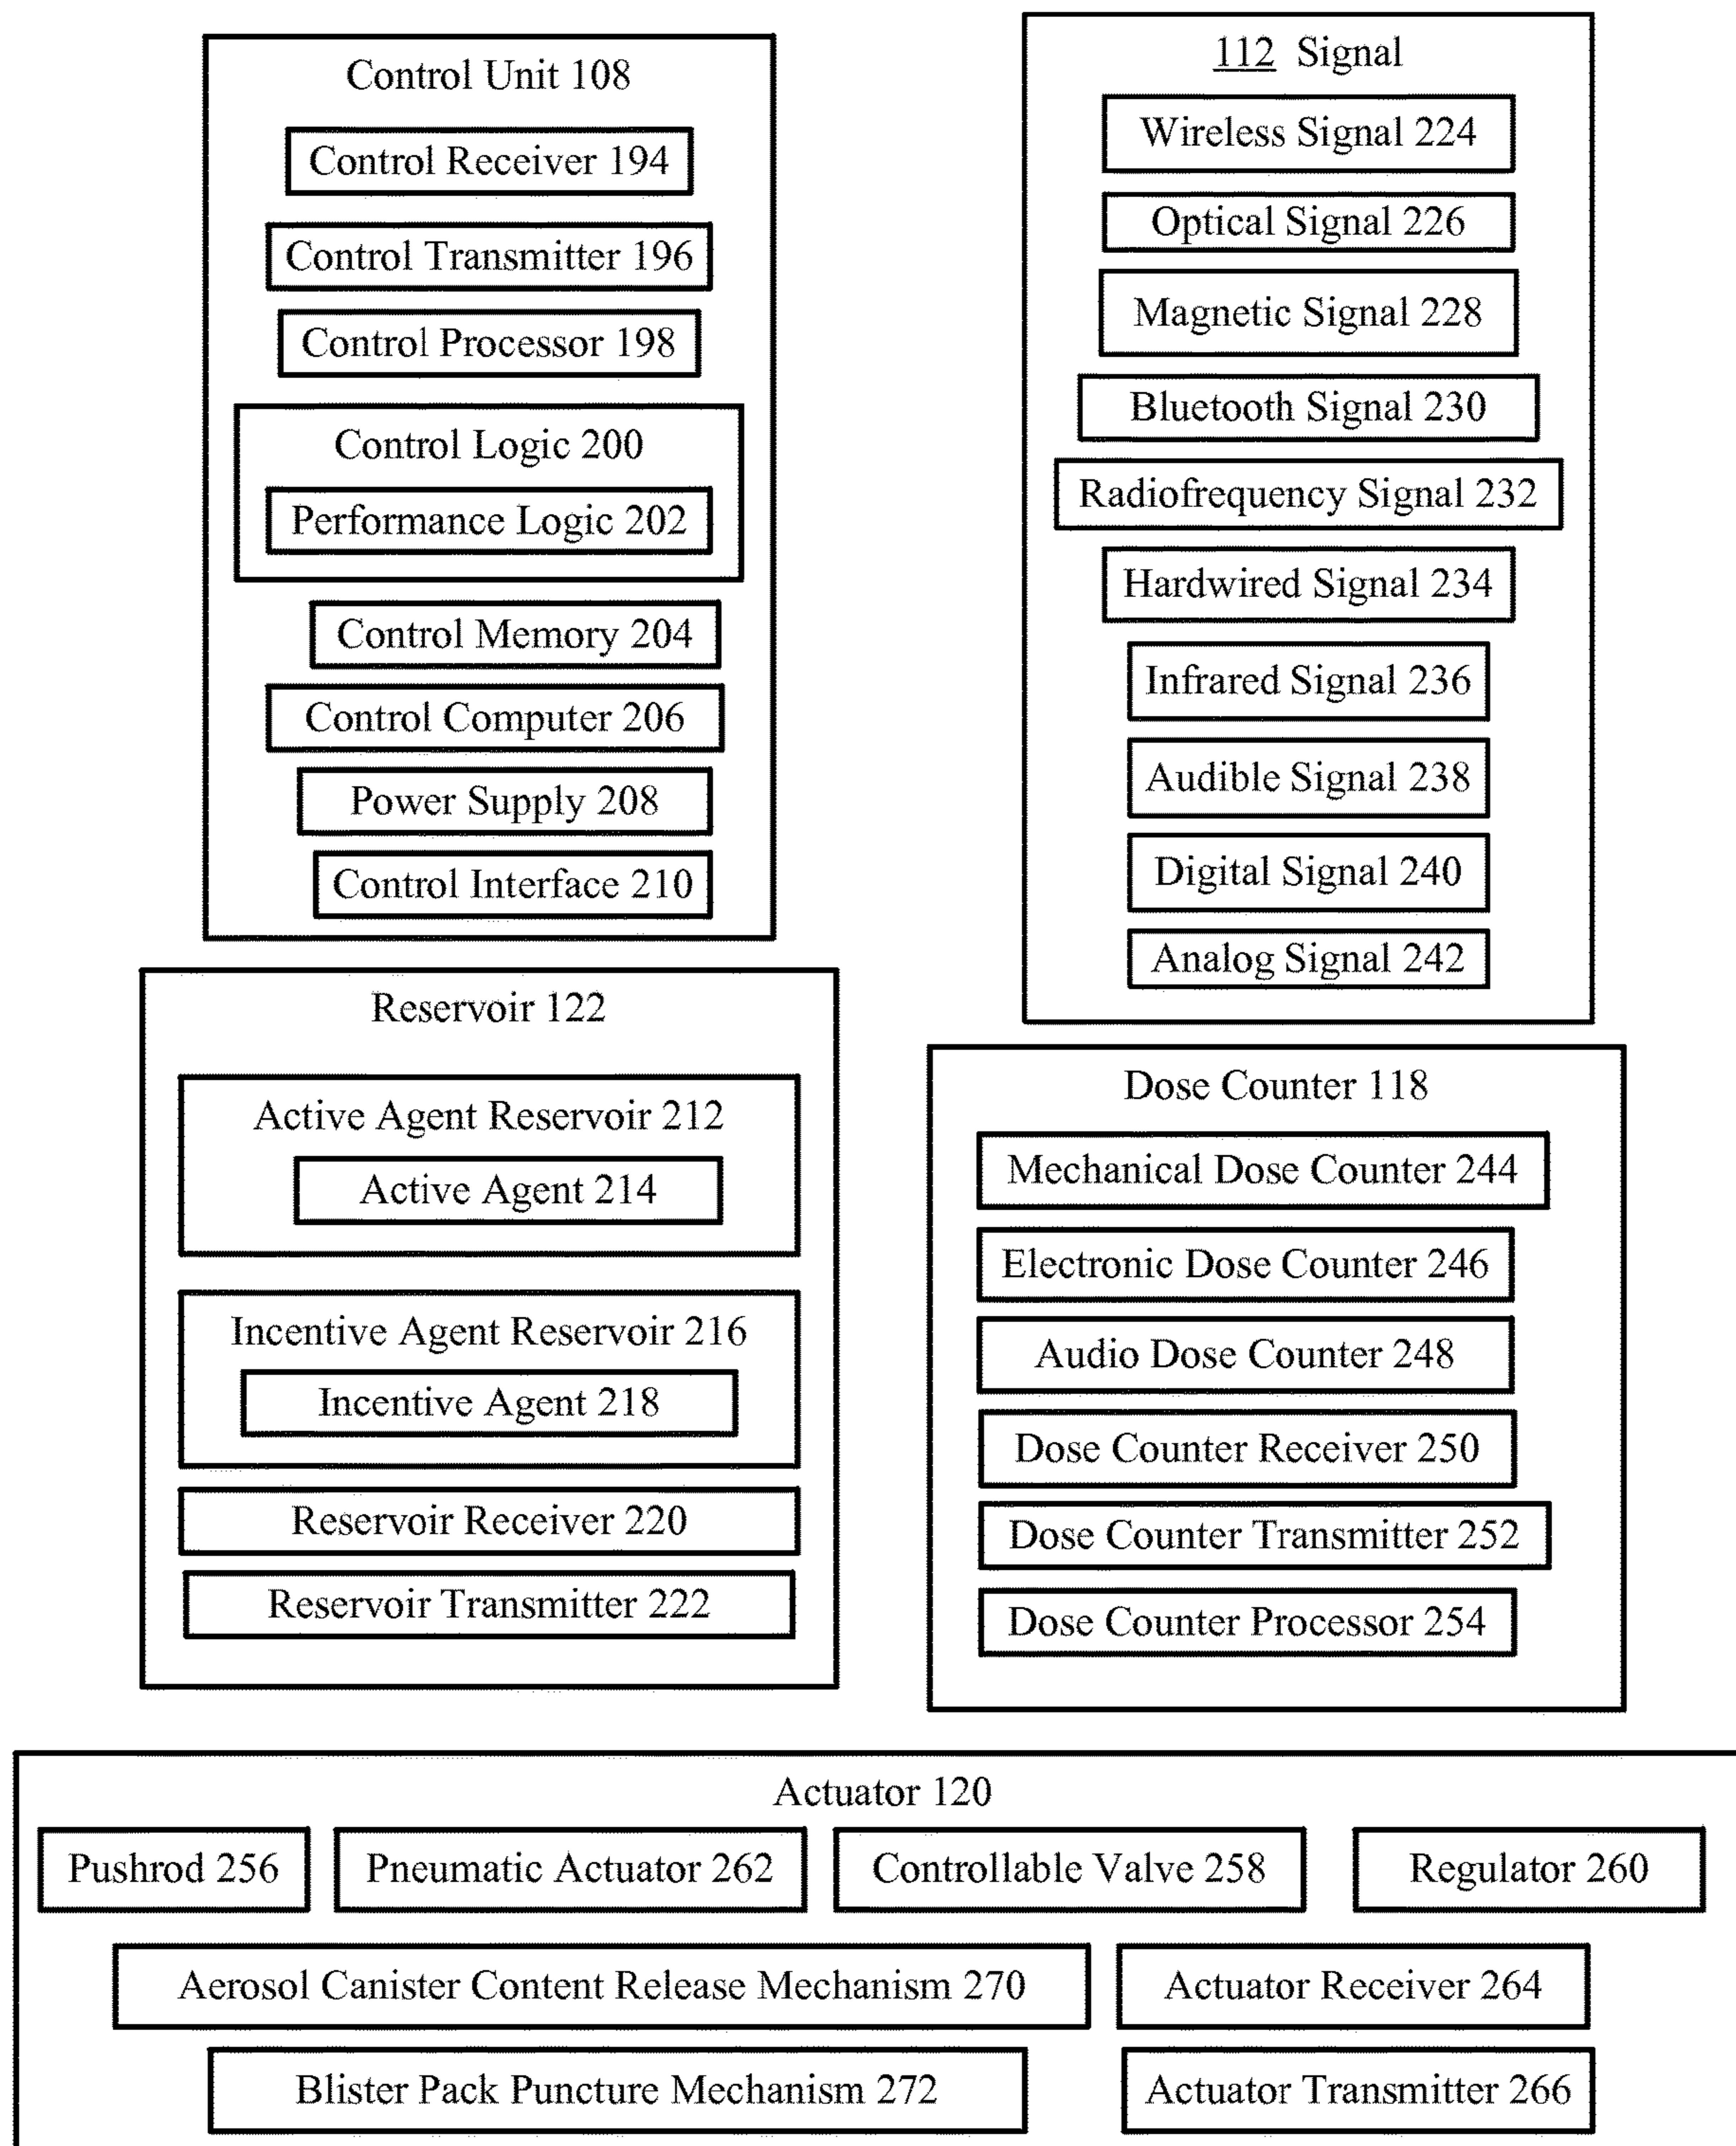 Control Unit 108
Control Receiver 194
Control Transmitter 196
Control Processor 198
Control Logic 200
Performance Logic 202
Control Memory 204
Control Computer 206
Power Supply 208
Control Interface 210
112 Signal
Wireless Signal 224
Optical Signal 226
Magnetic Signal 228
Bluetooth Signal 230
Radiofrequency Signal 232
Hardwired Signal 234
Infrared Signal 236
Audible Signal 238
Digital Signal 240
Analog Signal 242
Reservoir 122
Active Agent Reservoir 212
Active Agent 214
Incentive Agent Reservoir 216
Incentive Agent 218
Reservoir Receiver 220
Reservoir Transmitter 222
Dose Counter 118
Mechanical Dose Counter 244
Electronic Dose Counter 246
Audio Dose Counter 248
Dose Counter Receiver 250
Dose Counter Transmitter 252
Dose Counter Processor 254
Actuator 120
Pushrod 256
Pneumatic Actuator 262
Controllable Valve 258
Regulator 260
Aerosol Canister Content Release Mechanism 270
Actuator Receiver 264
Blister Pack Puncture Mechanism 272
Actuator Transmitter 266